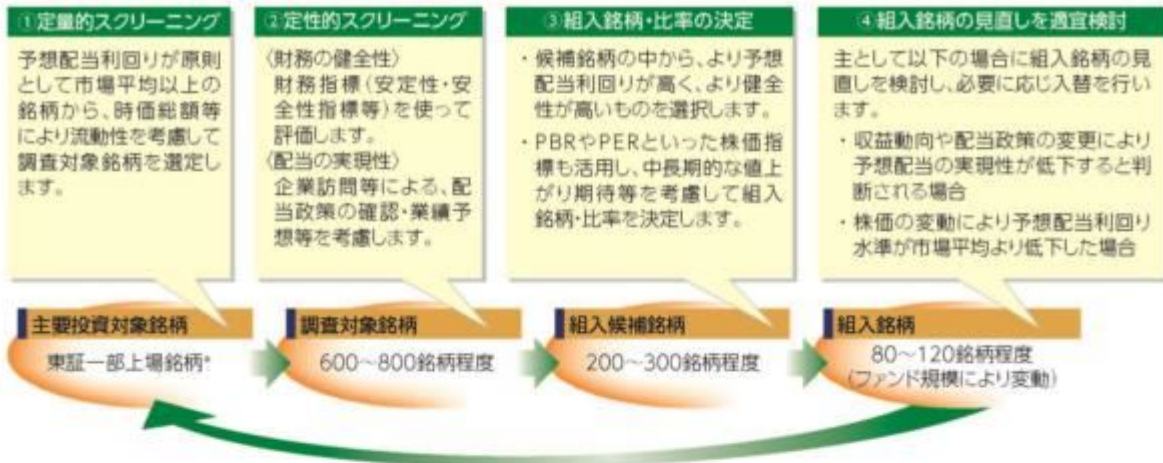 ①定量的スクリーニング
予想配当利回りが原則
として市場平均以上の
銘柄から、時価総額等
により流動性を考慮して
調査対象銘柄を選定し
ます。
②定性的スクリーニング
〈財務の健全性〉
財務指標(安定性・安
全性指標等)を使って
評価します。
〈配当の実現性〉
企業訪問等による、配
当政策の確認・業績予
想等を考慮します。
③組入銘柄・比率の決定
・候補銘柄の中から、より予想
配当利回りが高く、より健全
性が高いものを選択します。
・PBRやPERといった株価指
標も活用し、中長期的な値上
がり期待等を考慮して組入
銘柄・比率を決定します。
④組入銘柄の見直しを適宜検討
主として以下の場合に組入銘柄の見
直しを検討し、必要に応じ入替を行い
ます。
・収益動向や配当政策の変更により
予想配当の実現性が低下すると判
断される場合
・株価の変動により予想配当利回り
水準が市場平均より低下した場合
主要投資対象銘柄
東証一部上場銘柄*
調査対象銘柄
600～800銘柄程度
組入候補銘柄
200～300銘柄程度
組入銘柄
80～120銘柄程度
(ファンド規模により変動)